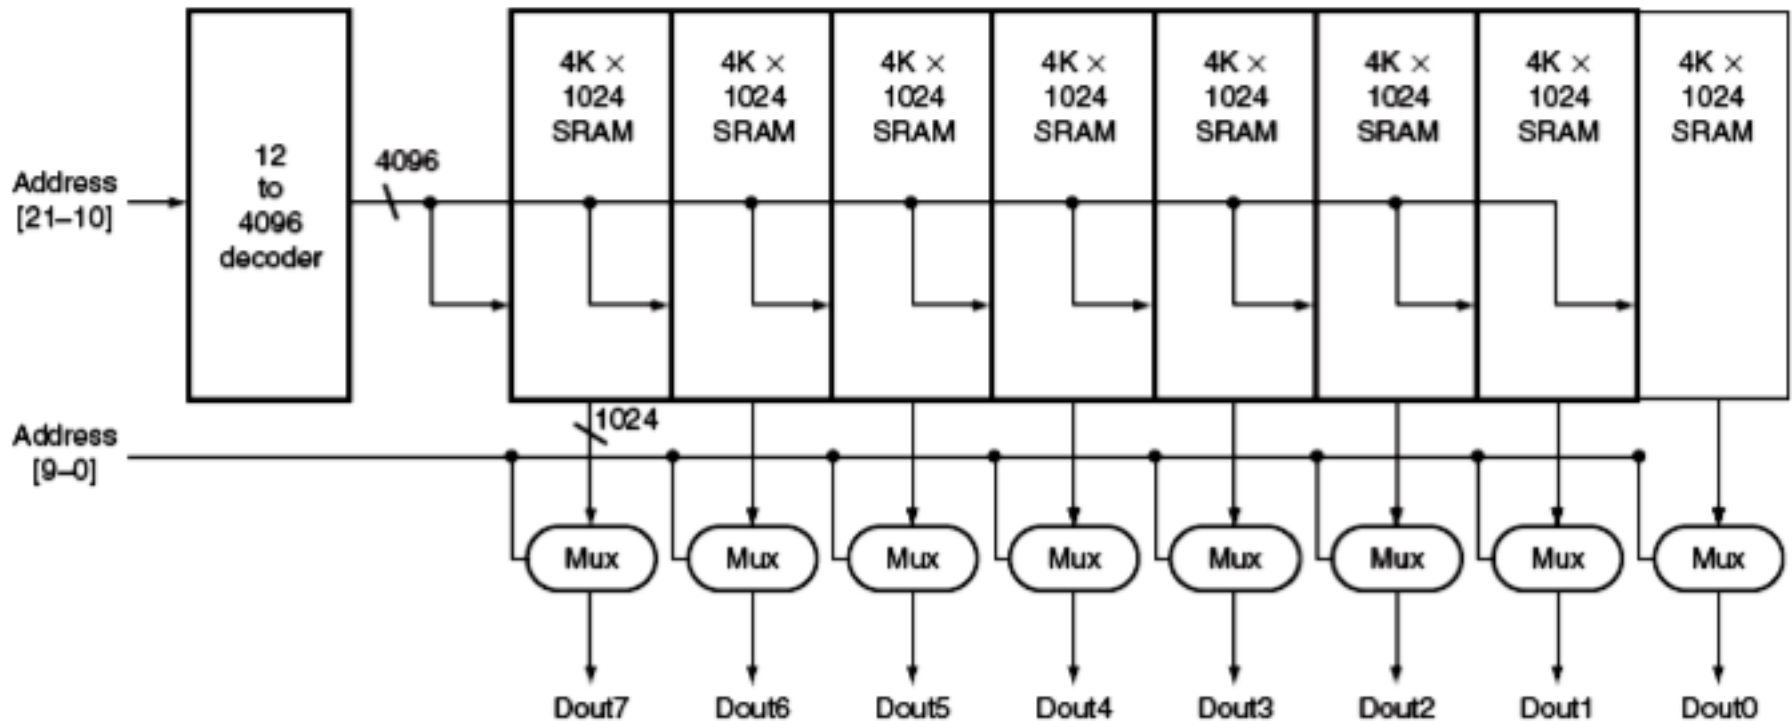 4K × 4K × 4K × 4K × 4K × 4K × 4K × 4K ×
1024 1024 1024 1024 1024 1024 1024 1024
SRAM SRAM SRAM SRAM SRAM SRAM SRAM SRAM
12
to
4096
decoder
4096
Address
[21–10]
1024
Address
[9–0]
Mux Mux Mux Mux Mux Mux Mux Mux
Dout7 Dout6 Dout5 Dout4 Dout3 Dout2 Dout1 Dout0